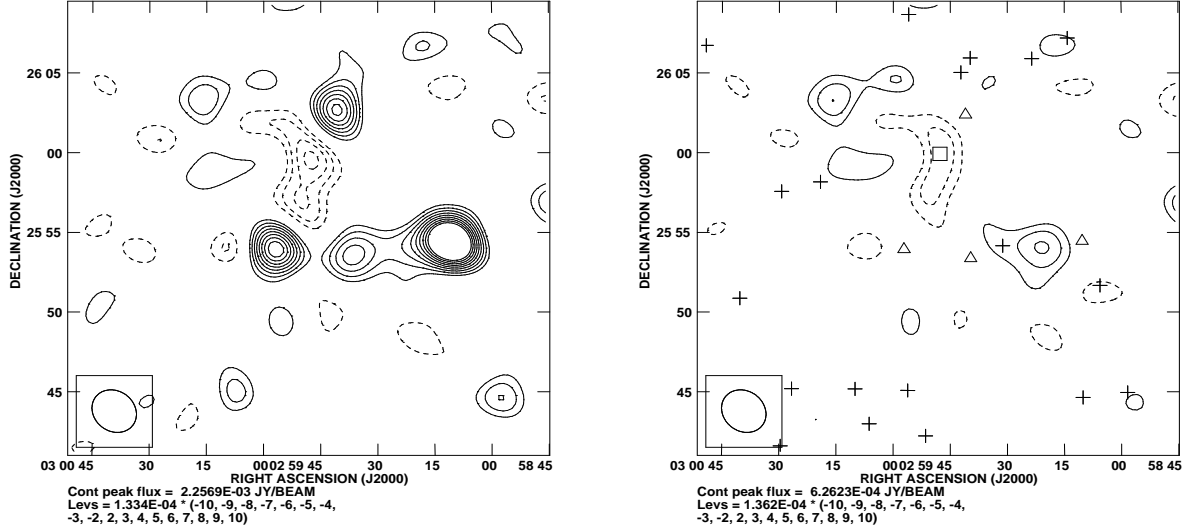 26 05
00
25 55
50
45
DECLINATION (J2000)
03 00 45 30 15 0002 59 45 30 15 00 58 45
RIGHT ASCENSION (J2000)
Cont peak flux = 2.2569E-03 JY/BEAM
Levs = 1.334E-04 * (-10, -9, -8, -7, -6, -5, -4,
-3, -2, 2, 3, 4, 5, 6, 7, 8, 9, 10)
26 05
00
25 55
50
45
DECLINATION (J2000)
03 00 45 30 15 0002 59 45 30 15 00 58 45
RIGHT ASCENSION (J2000)
Cont peak flux = 6.2623E-04 JY/BEAM
Levs = 1.362E-04 * (-10, -9, -8, -7, -6, -5, -4,
-3, -2, 2, 3, 4, 5, 6, 7, 8, 9, 10)